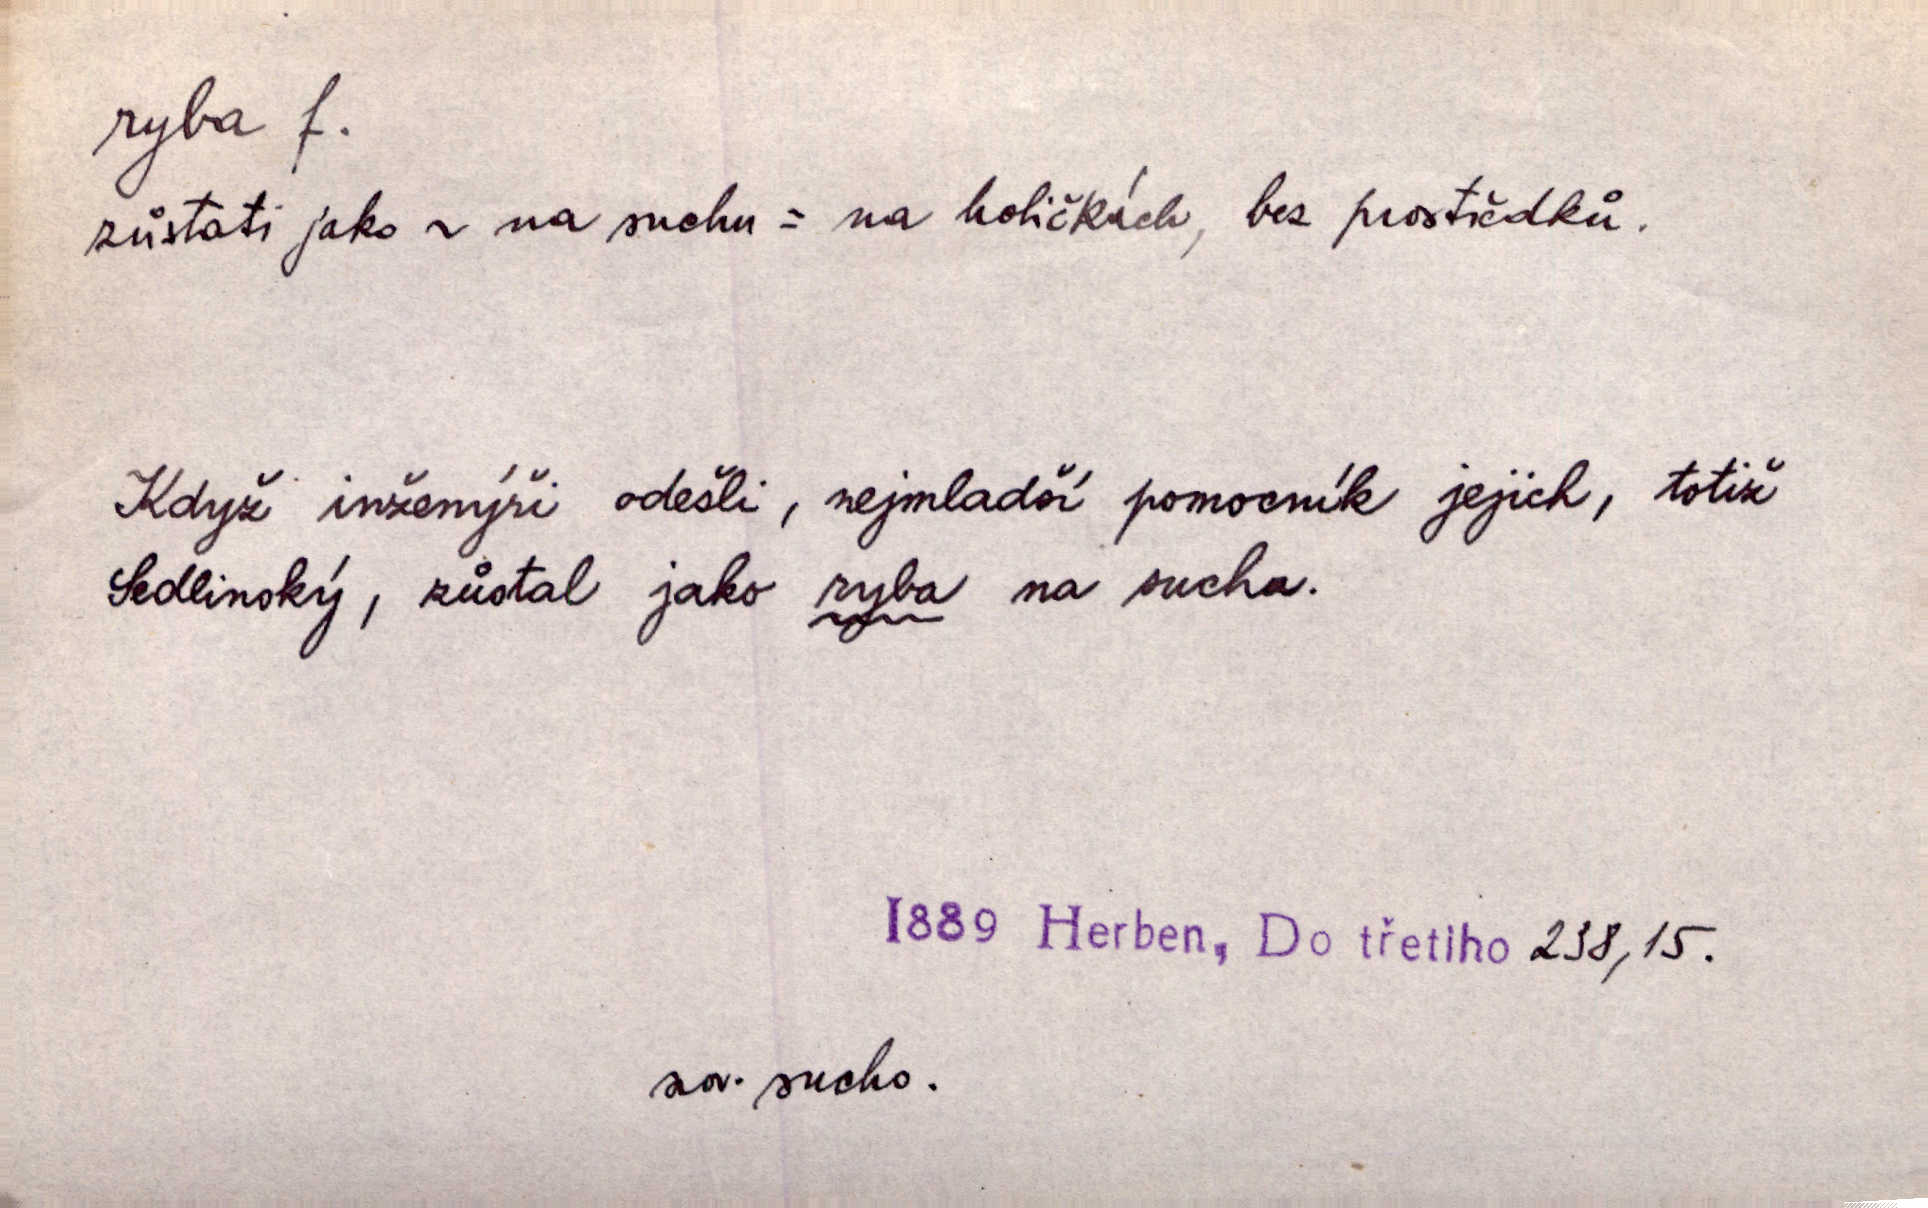 ryba f.
zůstati jako ~ na suchu = na holičkách, bez prostředků.
Když inženýři odešli, nejmladší pomocník jejich, totiž
Sedlinský, zůstal jako ryba na suchu.
1889 Herben, Do třetího 238,15.
sr. sucho.